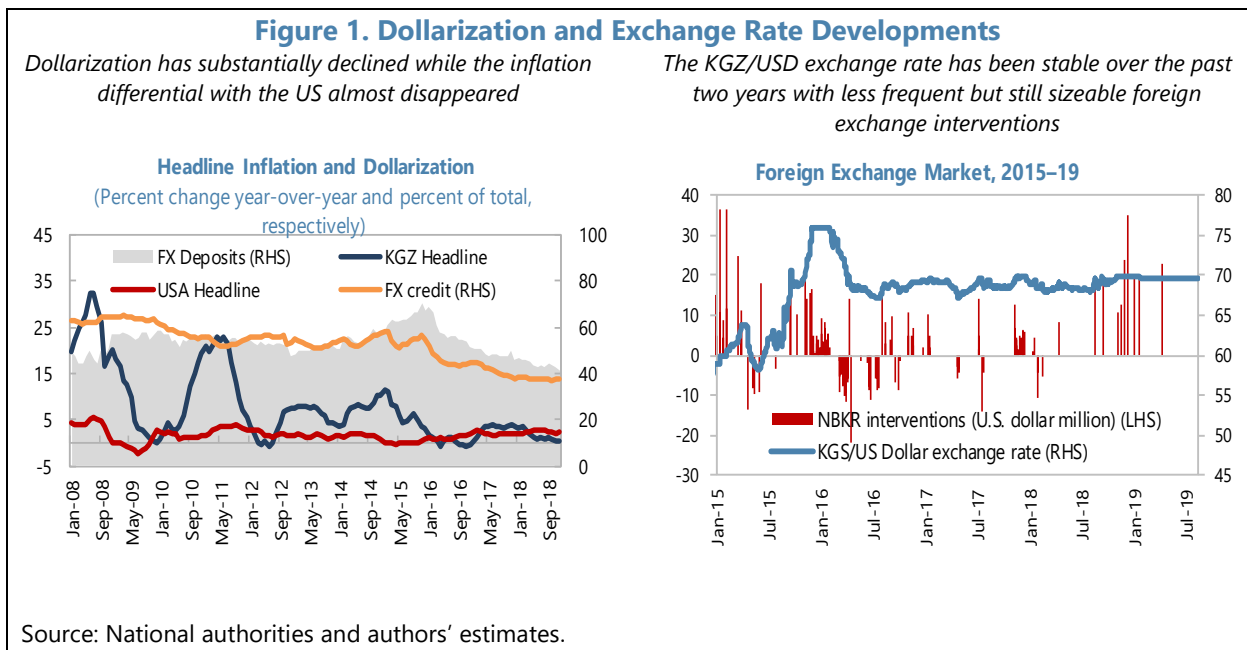 Figure 1. Dollarization and Exchange Rate Developments
Dollarization has substantially declined while the inflation
differential with the US almost disappeared
The KGZ/USD exchange rate has been stable over the past
two years with less frequent but still sizeable foreign
exchange interventions
Headline Inflation and Dollarization
(Percent change year-over-year and percent of total,
respectively)
45
35
25
15
5
-5
100
80
60
40
20
0
FX Deposits (RHS)
KGZ Headline
USA Headline
FX credit (RHS)
Jan-08
Sep-08
May-09
Jan-10
Sep-10
May-11
Jan-12
Sep-12
May-13
Jan-14
Sep-14
May-15
Jan-16
Sep-16
May-17
Jan-18
Sep-18
Foreign Exchange Market, 2015–19
40
30
20
10
0
-10
-20
-30
80
75
70
65
60
55
50
45
NBKR interventions (U.S. dollar million) (LHS)
KGS/US Dollar exchange rate (RHS)
Jan-15
Jul-15
Jan-16
Jul-16
Jan-17
Jul-17
Jan-18
Jul-18
Jan-19
Jul-19
Source: National authorities and authors’ estimates.